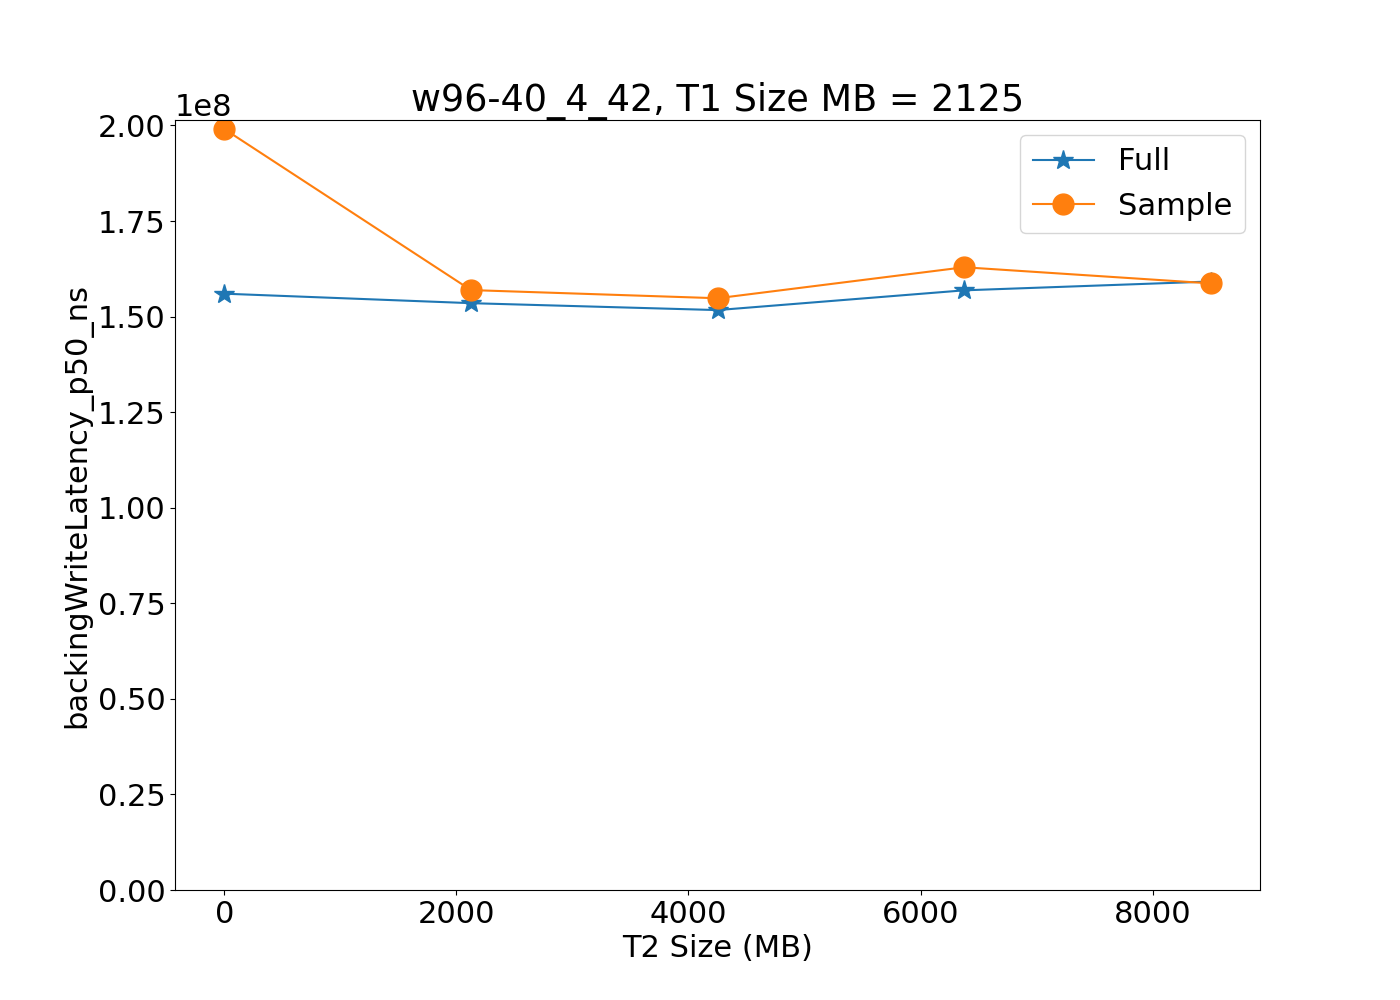 w96-40_4_42, T1 Size MB = 2125
1e8
2.00
1.75
1.50
1.25
1.00
0.75
0.50
0.25
0.00
backingWriteLatency_p50_ns
Full
Sample
0 2000 4000 6000 8000
T2 Size (MB)